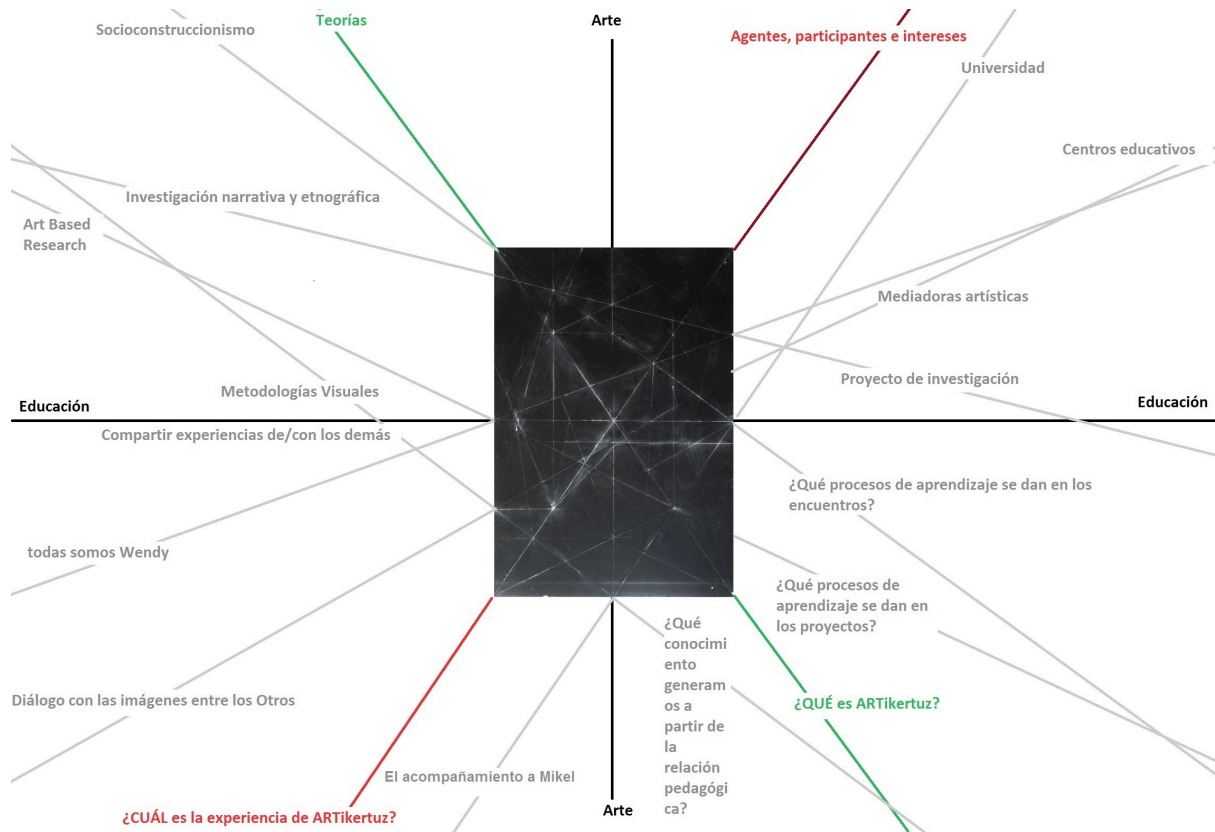 Teorías
Arte
Socioconstruccionismo
Agentes, participantes e intereses
Universidad
Centros educativos
Investigación narrativa y etnográfica
Art Based
Research
Mediadoras artísticas
Metodologías Visuales
Proyecto de investigación
Educación
Educación
Compartir experiencias de/con los demás
¿Qué procesos de aprendizaje se dan en los
encuentros?
todas somos Wendy
¿Qué procesos de
aprendizaje se dan en
los proyectos?
¿Qué
conocimi
ento
generam
os a
partir de
la
relación
pedagógi
ca?
Diálogo con las imágenes entre los Otros
¿QUÉ es ARTikertuz?
El acompañamiento a Mikel
Arte
¿CUÁL es la experiencia de ARTikertuz?